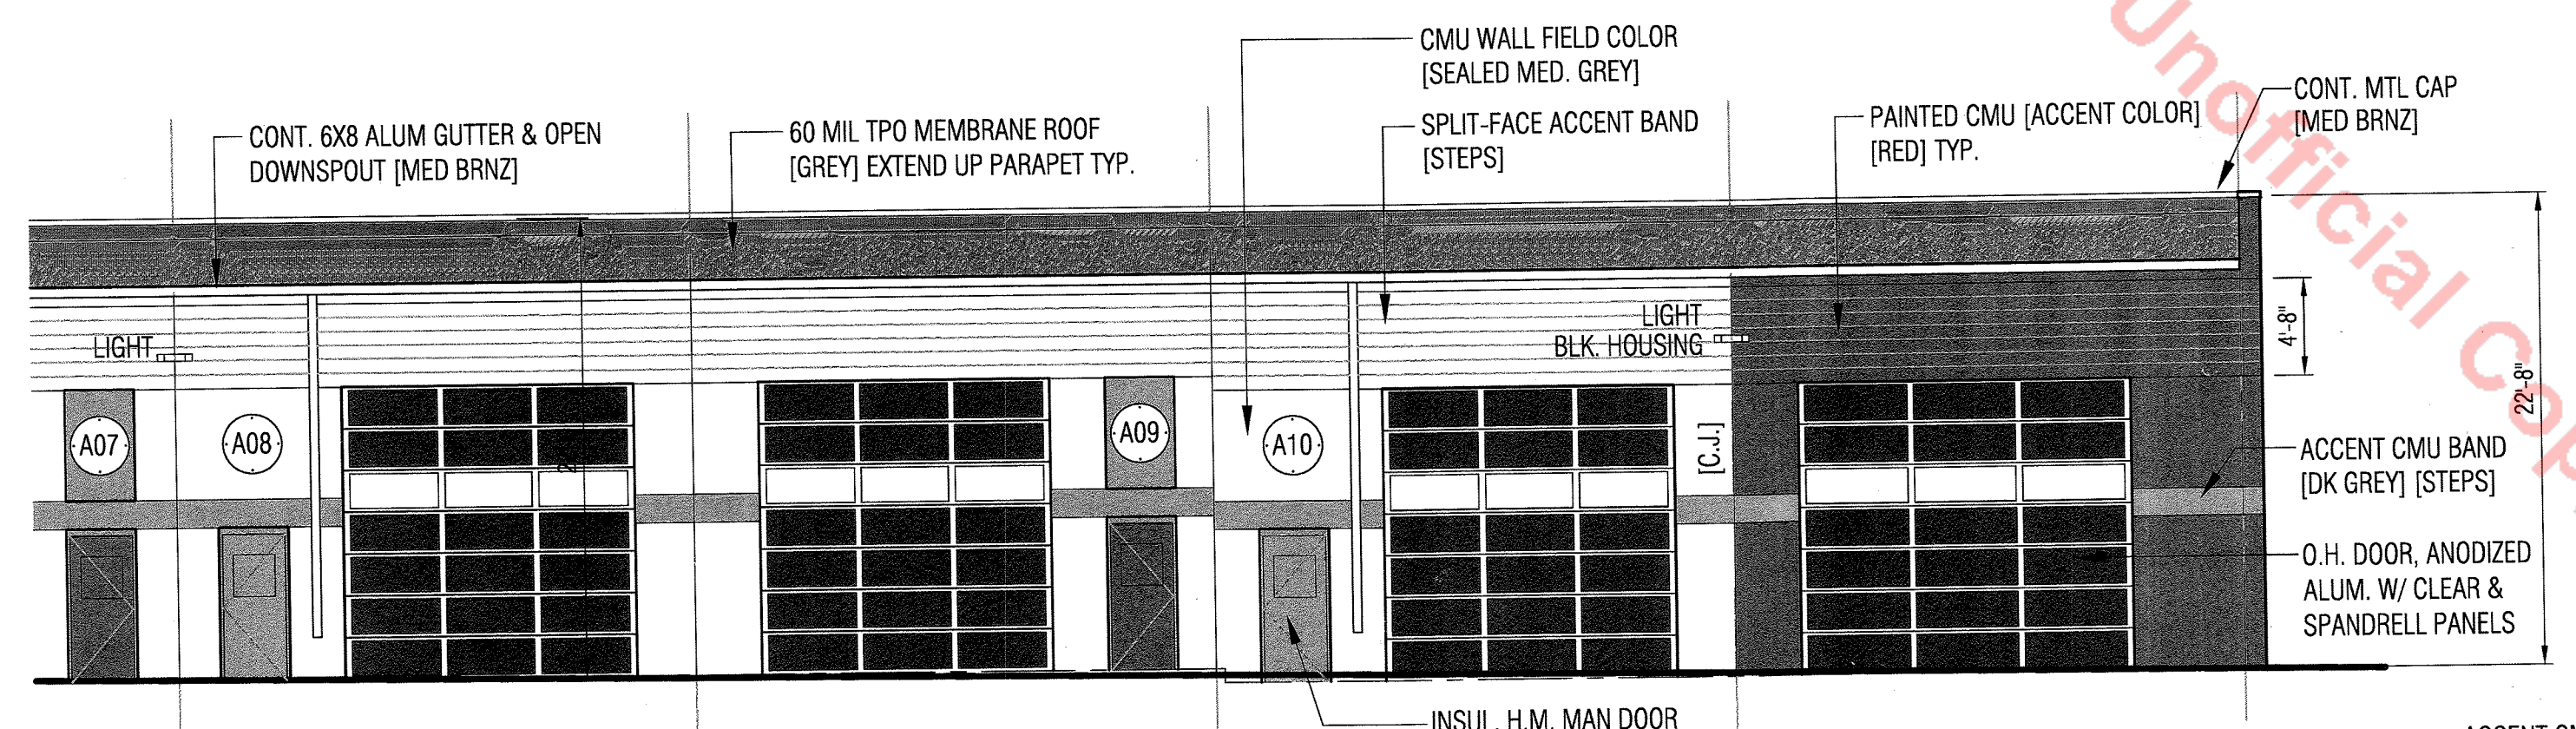 CMU WALL FIELD COLOR
[SEALED MED. GREY]
CONT. MTL CAP
[MED BRNZ]
CONT. 6X8 ALUM GUTTER & OPEN
DOWNSPOUT [MED BRNZ]
60 MIL TPO MEMBRANE ROOF
[GREY] EXTEND UP PARAPET TYP.
SPLIT-FACE ACCENT BAND
[STEPS]
PAINTED CMU [ACCENT COLOR]
[RED] TYP.
Unofficial Cop
LIGHT
LIGHT
BLK. HOUSING
4'-8"
22'-8"
A07
A08
A09
A10
[C.J.]
ACCENT CMU BAND
[DK GREY] [STEPS]
O.H. DOOR, ANODIZED
ALUM. W/ CLEAR &
SPANDRELL PANELS
INSUL. H.M. MAN DOOR